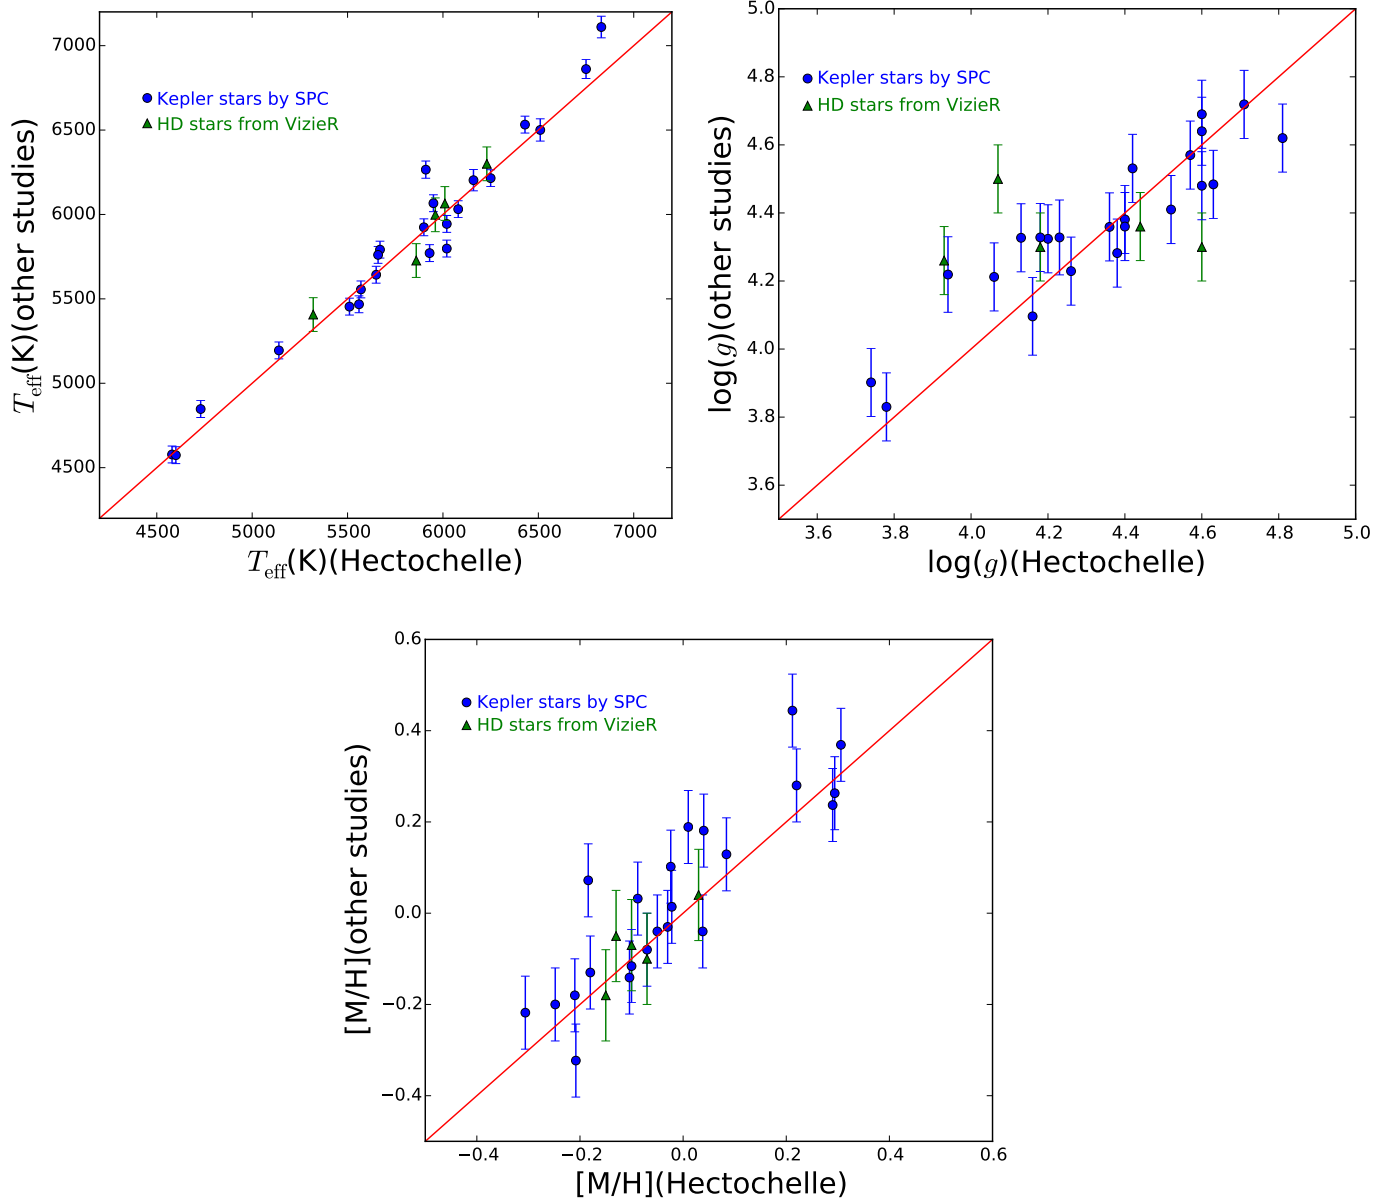 7000
6500
6000
5500
5000
4500
Kepler stars by SPC
HD stars from VizieR
T_eff(K)(other studies)
4500 5000 5500 6000 6500 7000
T_eff(K)(Hectochelle)
5.0
4.8
4.6
4.4
4.2
4.0
3.8
3.6
Kepler stars by SPC
HD stars from VizieR
log(g)(other studies)
3.6 3.8 4.0 4.2 4.4 4.6 4.8 5.0
log(g)(Hectochelle)
0.6
0.4
0.2
0.0
−0.2
−0.4
Kepler stars by SPC
HD stars from VizieR
[M/H](other studies)
−0.4 −0.2 0.0 0.2 0.4 0.6
[M/H](Hectochelle)